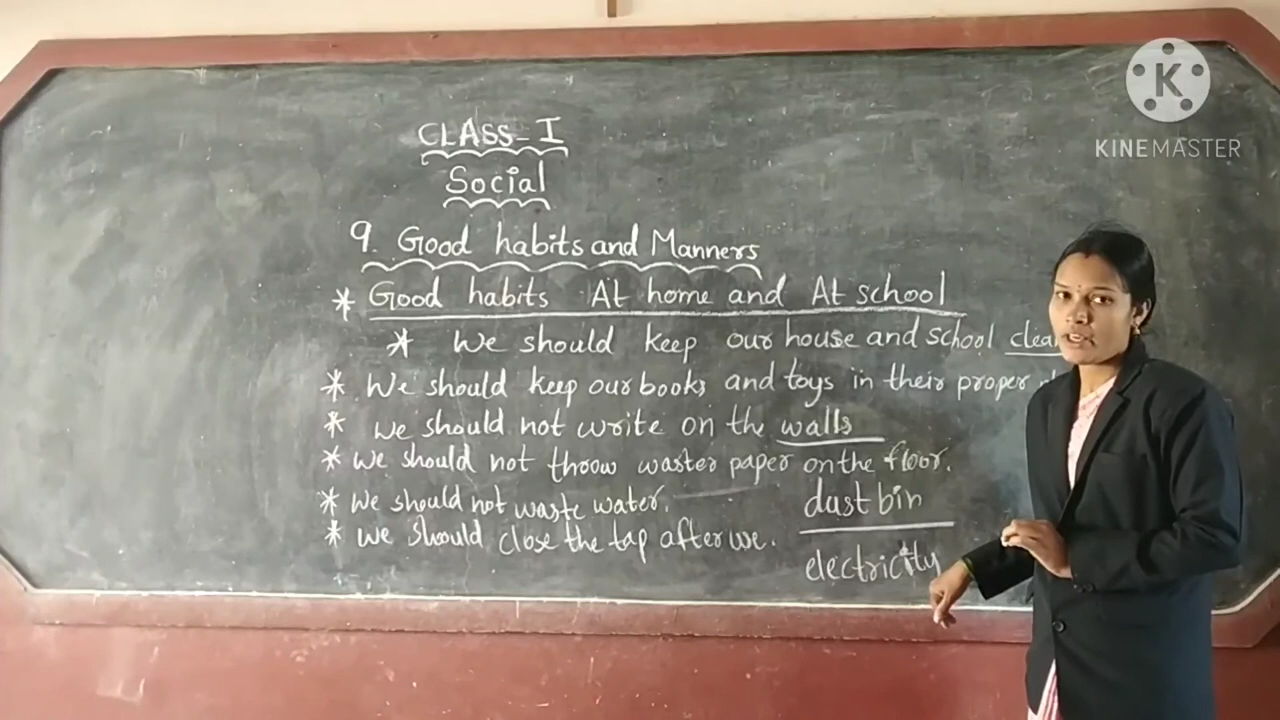 CLASS-I
Social
9. Good habits and Manners
* Good habits At home and At school
* We should keep our house and school
* We should keep our books and toys in their proper
* We should not write on the walls
* We should not throw waster paper on the floor.
* We should not waste water.
dustbin
* We should close the tap after we.
electricity
K
KINEMASTER